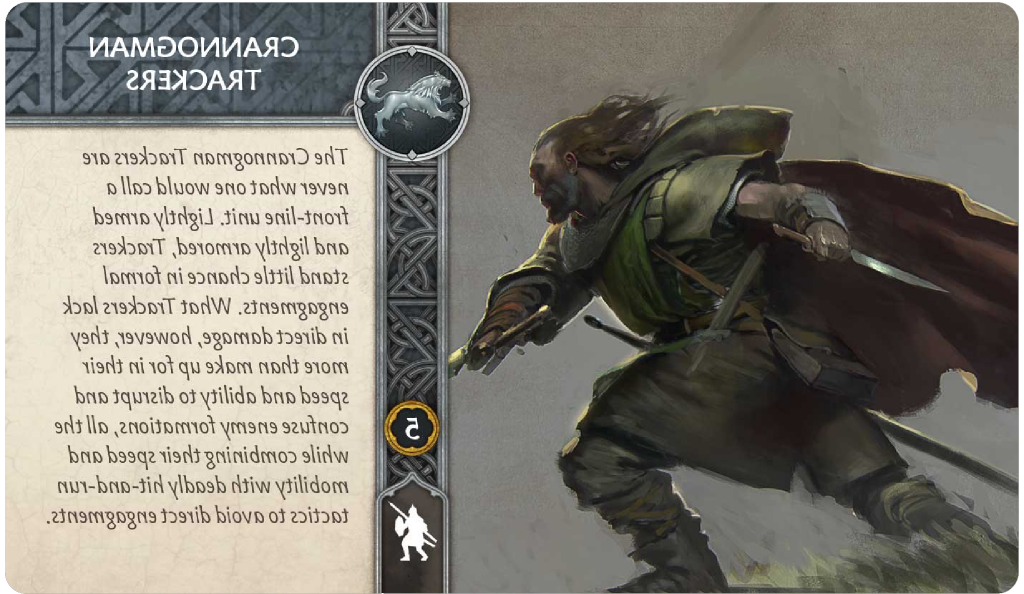 CRANNOGMAN
TRACKERS
The Crannogman Trackers are
never what one would call a
front-line unit. Lightly armed
and lightly armored, Trackers
stand little chance in formal
engagments. What Trackers lack
in direct damage, however, they
more than make up for in their
speed and ability to disrupt and
confuse enemy formations, all the
while combining their speed and
mobility with deadly hit-and-run
tactics to avoid direct engagments.
5